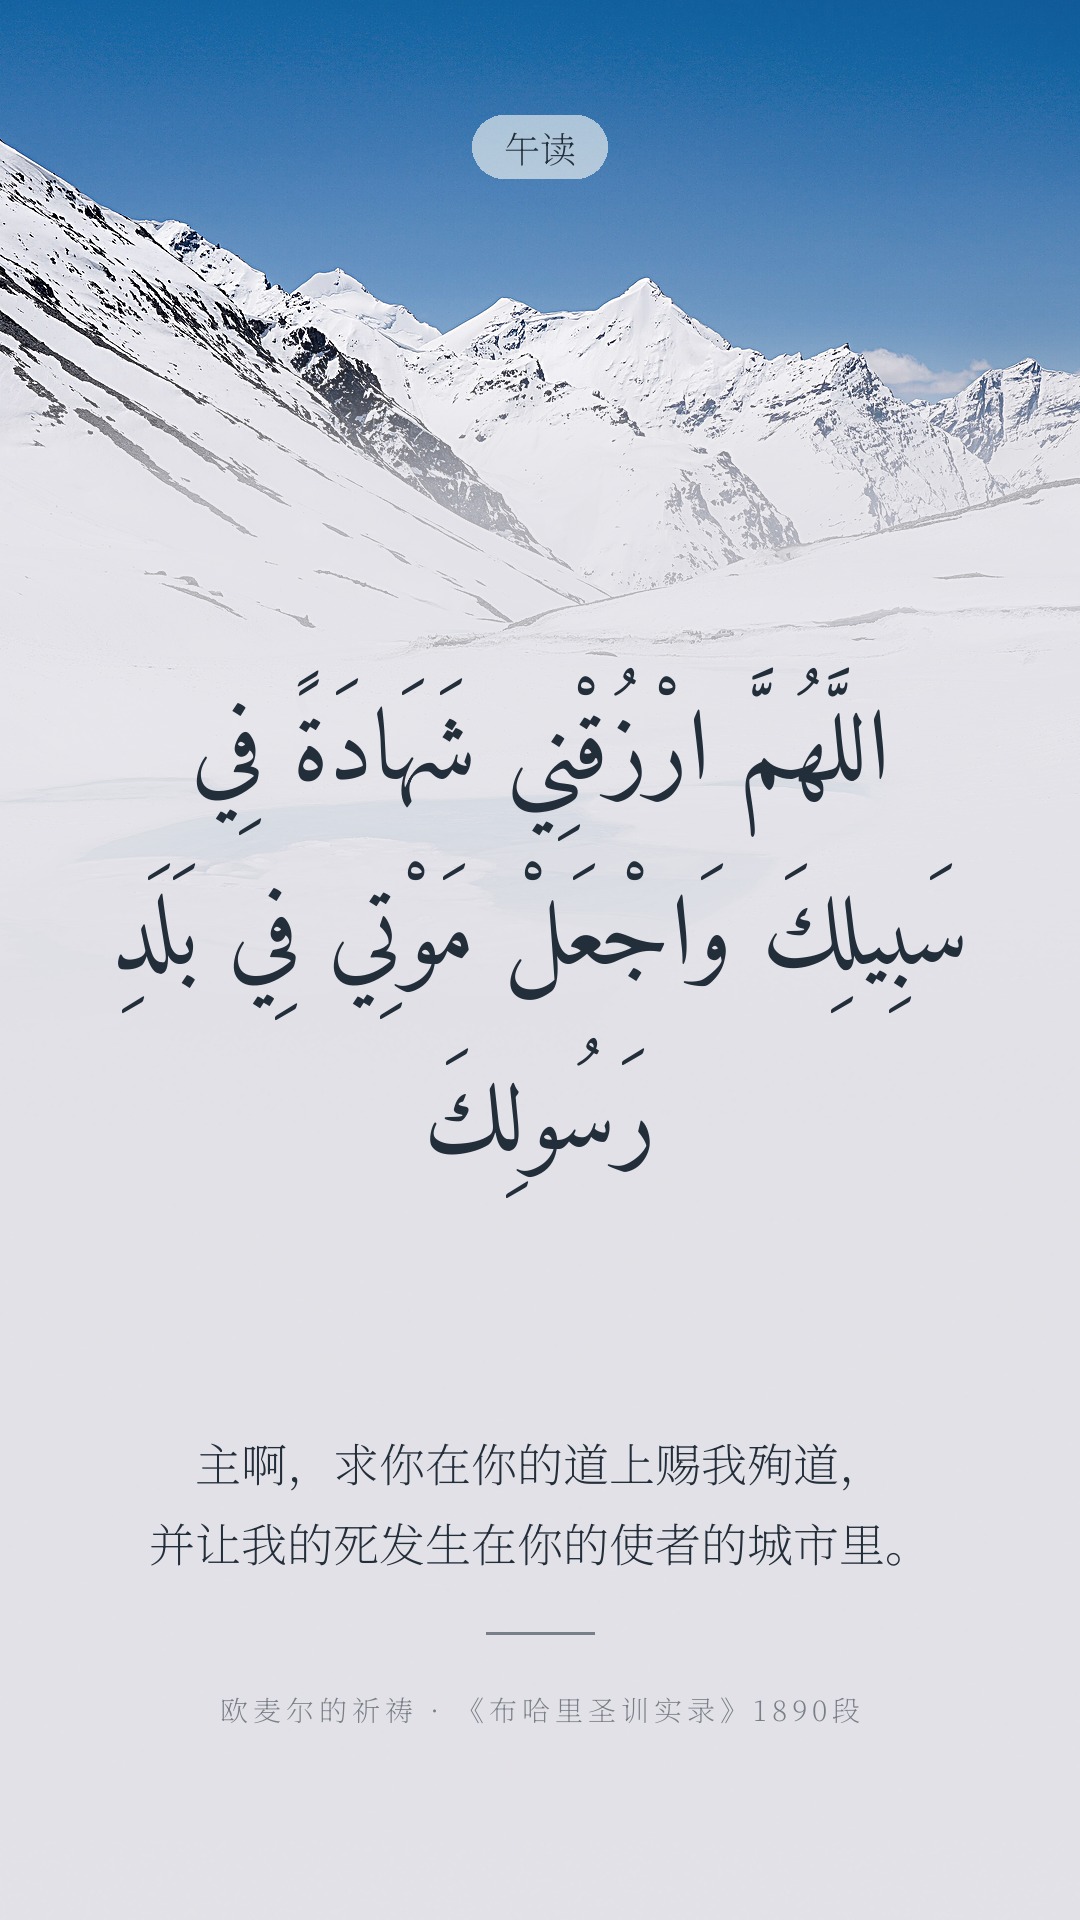 午读
اللَّهُمَّ ارْزُقْنِي شَهَادَةً فِي
سَبِيلِكَ وَاجْعَلْ مَوْتِي فِي بَلَدِ
رَسُولِكَ
主啊，求你在你的道上赐我殉道，
并让我的死发生在你的使者的城市里。
欧麦尔的祈祷 · 《布哈里圣训实录》1890段